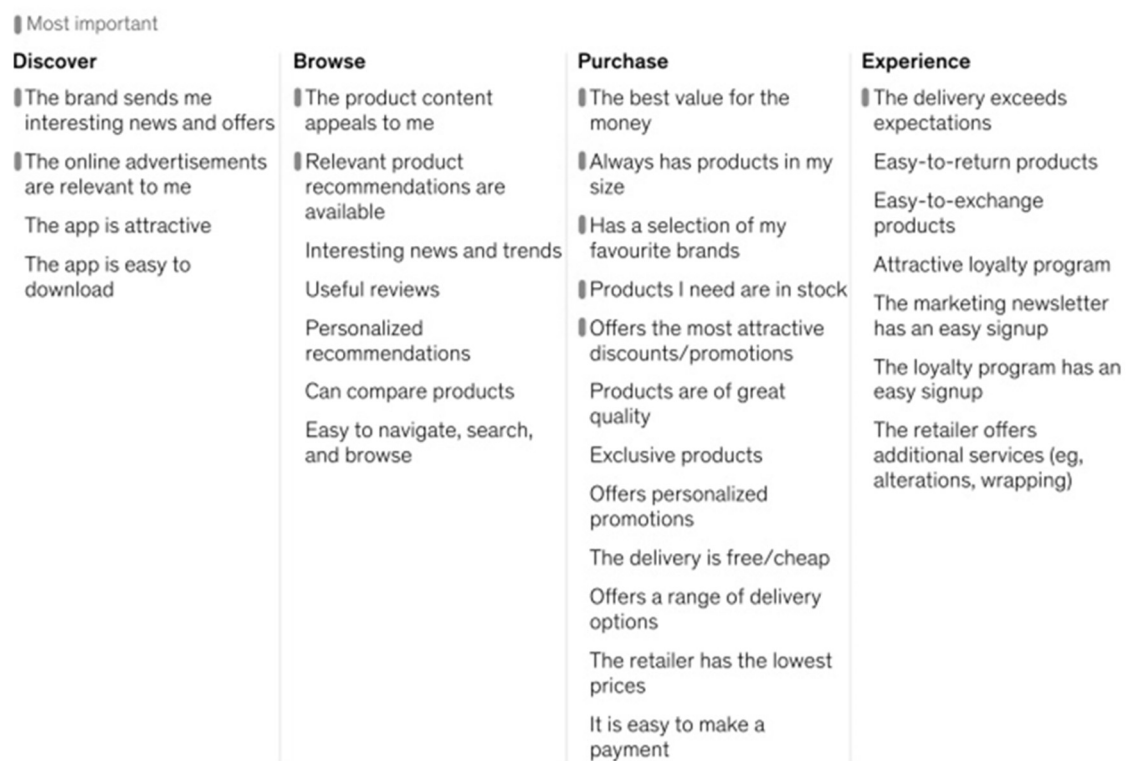 Most important
Discover
The brand sends me
interesting news and offers
The online advertisements
are relevant to me
The app is attractive
The app is easy to
download
Browse
The product content
appeals to me
Relevant product
recommendations are
available
Interesting news and trends
Useful reviews
Personalized
recommendations
Can compare products
Easy to navigate, search,
and browse
Purchase
The best value for the
money
Always has products in my
size
Has a selection of my
favourite brands
Products I need are in stock
Offers the most attractive
discounts/promotions
Products are of great
quality
Exclusive products
Offers personalized
promotions
The delivery is free/cheap
Offers a range of delivery
options
The retailer has the lowest
prices
It is easy to make a
payment
Experience
The delivery exceeds
expectations
Easy-to-return products
Easy-to-exchange
products
Attractive loyalty program
The marketing newsletter
has an easy signup
The loyalty program has an
easy signup
The retailer offers
additional services (eg,
alterations, wrapping)